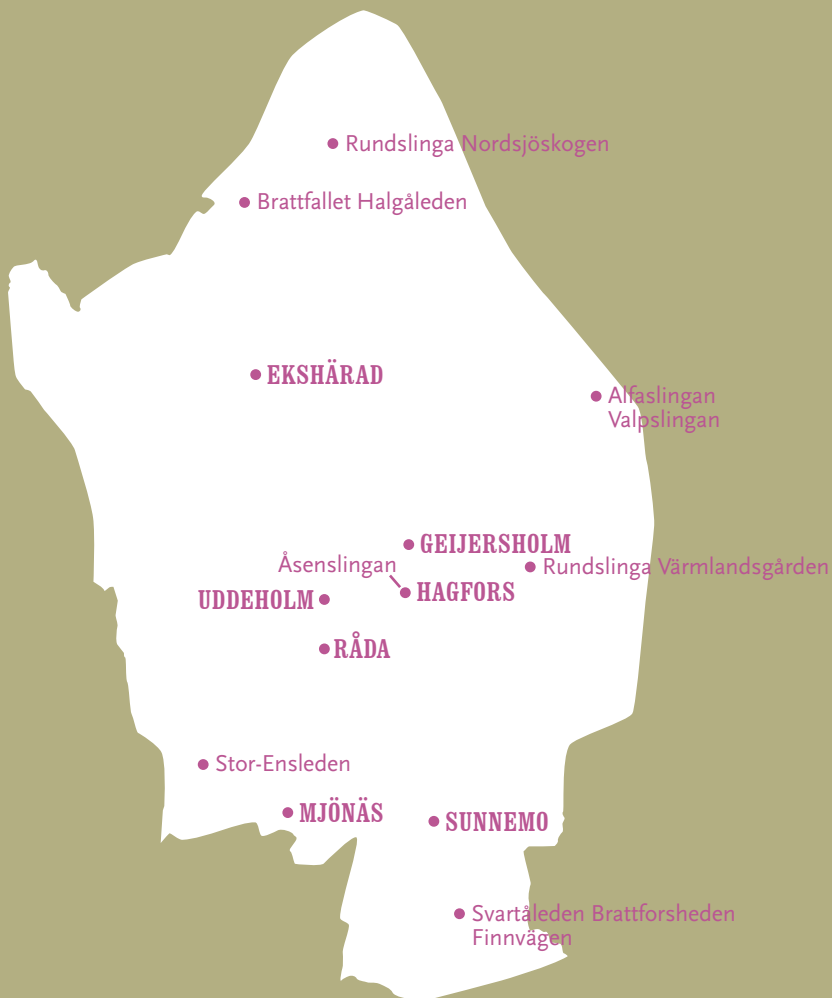 Rundslinga Nordsjöskogen
Brattfallet Halgåleden
EKSHÄRAD
Alfaslingan
Valpslingan
GEIJERSHOLM
Åsenslingan
Rundslinga Värmlandsgården
HAGFORS
UDDEHOLM
RÅDA
Stor-Ensleden
MJÖNÄS
SUNNEMO
Svartåleden Brattforsheden
Finnvägen